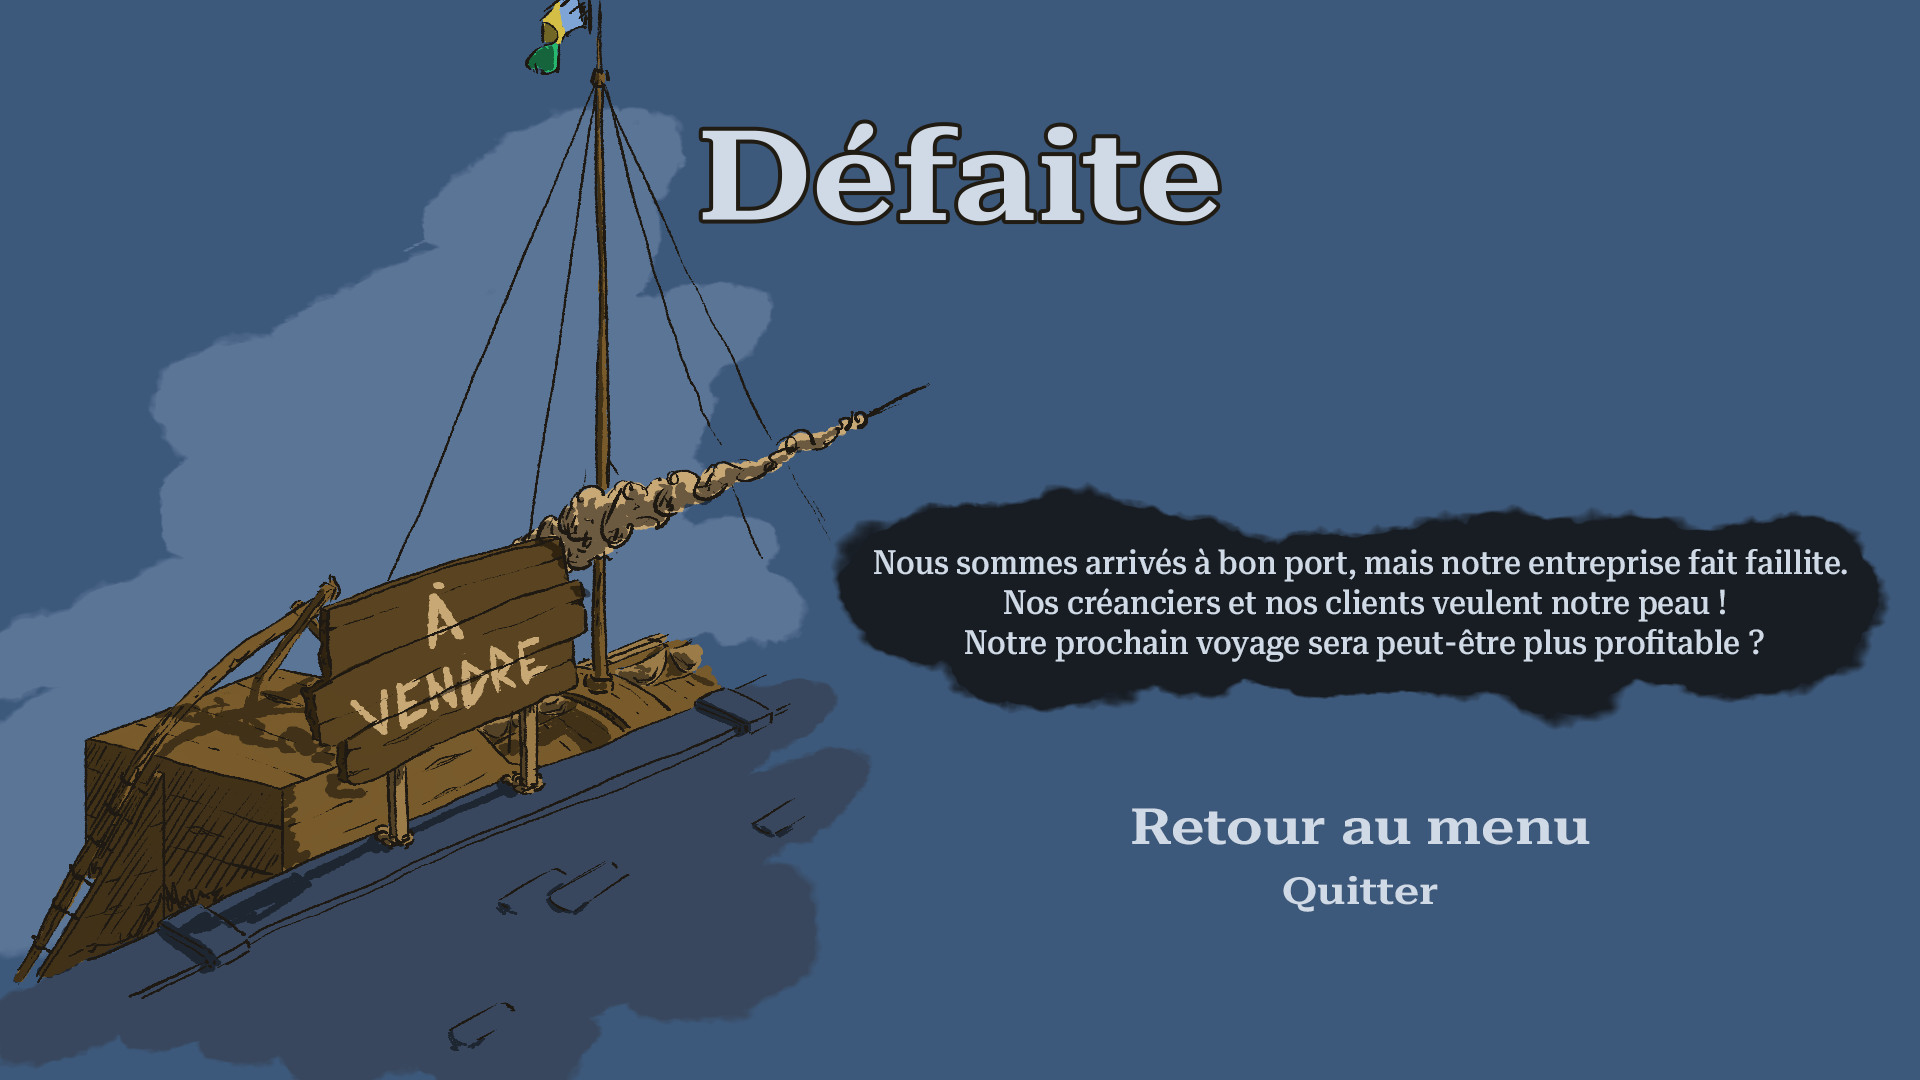 Défaite
À
VENDRE
Nous sommes arrivés à bon port, mais notre entreprise fait faillite.
Nos créanciers et nos clients veulent notre peau !
Notre prochain voyage sera peut-être plus profitable ?
Retour au menu
Quitter